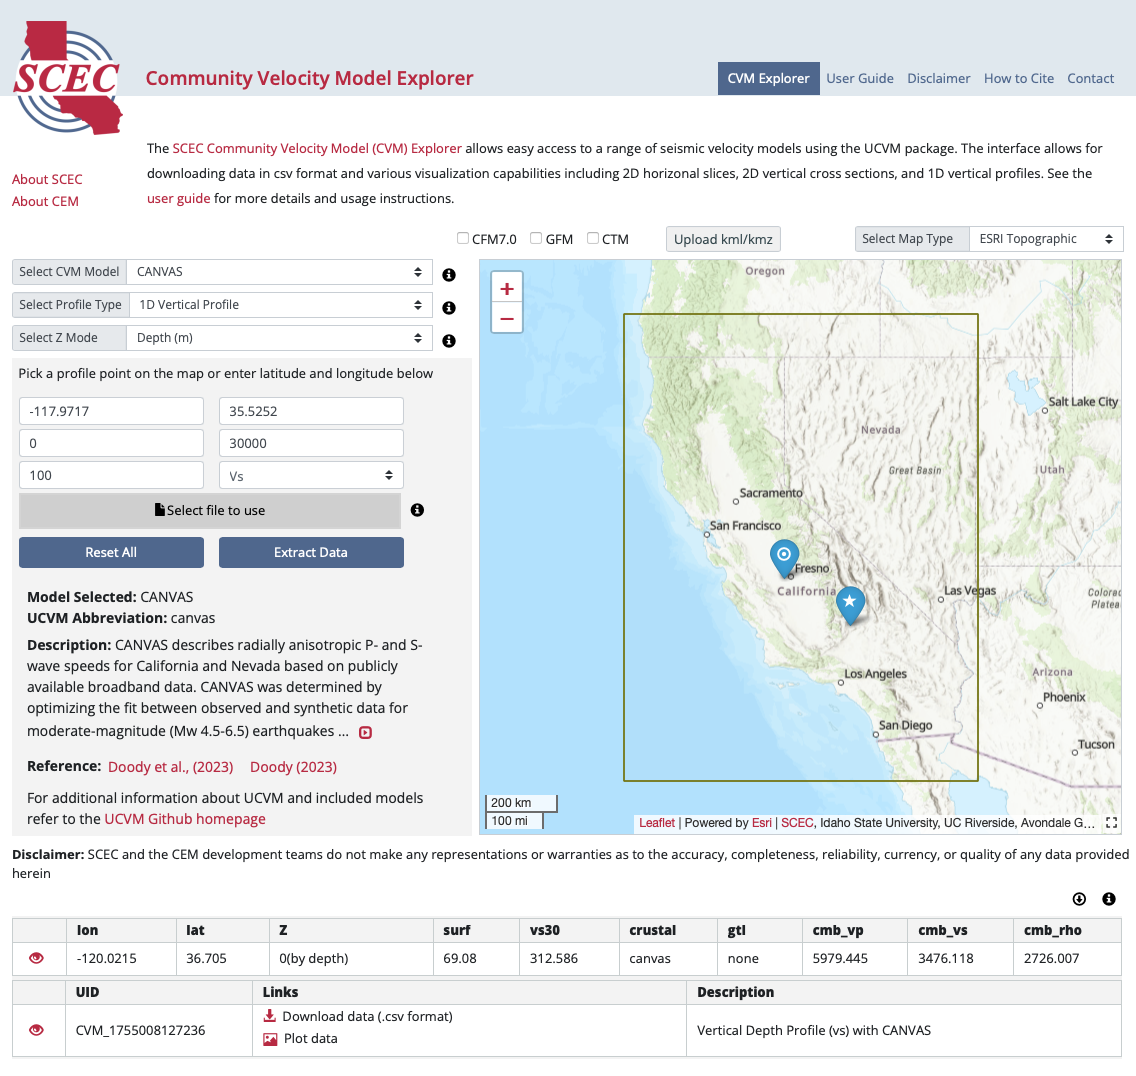 SCEC
Community Velocity Model Explorer
CVM Explorer User Guide Disclaimer How to Cite Contact
The SCEC Community Velocity Model (CVM) Explorer allows easy access to a range of seismic velocity models using the UCVM package. The interface allows for
downloading data in csv format and various visualization capabilities including 2D horizonal slices, 2D vertical cross sections, and 1D vertical profiles. See the
user guide for more details and usage instructions.
About SCEC
About CEM
CFM7.0 GFM CTM Upload kml/kmz Select Map Type ESRI Topographic
Select CVM Model CANVAS
Select Profile Type 1D Vertical Profile
Select Z Mode Depth (m)
Pick a profile point on the map or enter latitude and longitude below
-117.9717 35.5252
0 30000
100 Vs
Select file to use
Reset All Extract Data
Model Selected: CANVAS
UCVM Abbreviation: canvas
Description: CANVAS describes radially anisotropic P- and S-
wave speeds for California and Nevada based on publicly
available broadband data. CANVAS was determined by
optimizing the fit between observed and synthetic data for
moderate-magnitude (Mw 4.5-6.5) earthquakes ...
Reference: Doody et al., (2023) Doody (2023)
For additional information about UCVM and included models
refer to the UCVM Github homepage
+
−
Oregon
Salt Lake City
Nevada
Great Basin
Utah
Sacramento
San Francisco
Fresno
California
Las Vegas
Colorado
Plateau
Los Angeles
Arizona
Phoenix
San Diego
Tucson
200 km
100 mi
Leaflet | Powered by Esri | SCEC, Idaho State University, UC Riverside, Avondale G...
Disclaimer: SCEC and the CEM development teams do not make any representations or warranties as to the accuracy, completeness, reliability, currency, or quality of any data provided
herein
lon lat Z surf vs30 crustal gtl cmb_vp cmb_vs cmb_rho
-120.0215 36.705 0(by depth) 69.08 312.586 canvas none 5979.445 3476.118 2726.007
UID Links Description
CVM_1755008127236 Download data (.csv format) Vertical Depth Profile (vs) with CANVAS
Plot data